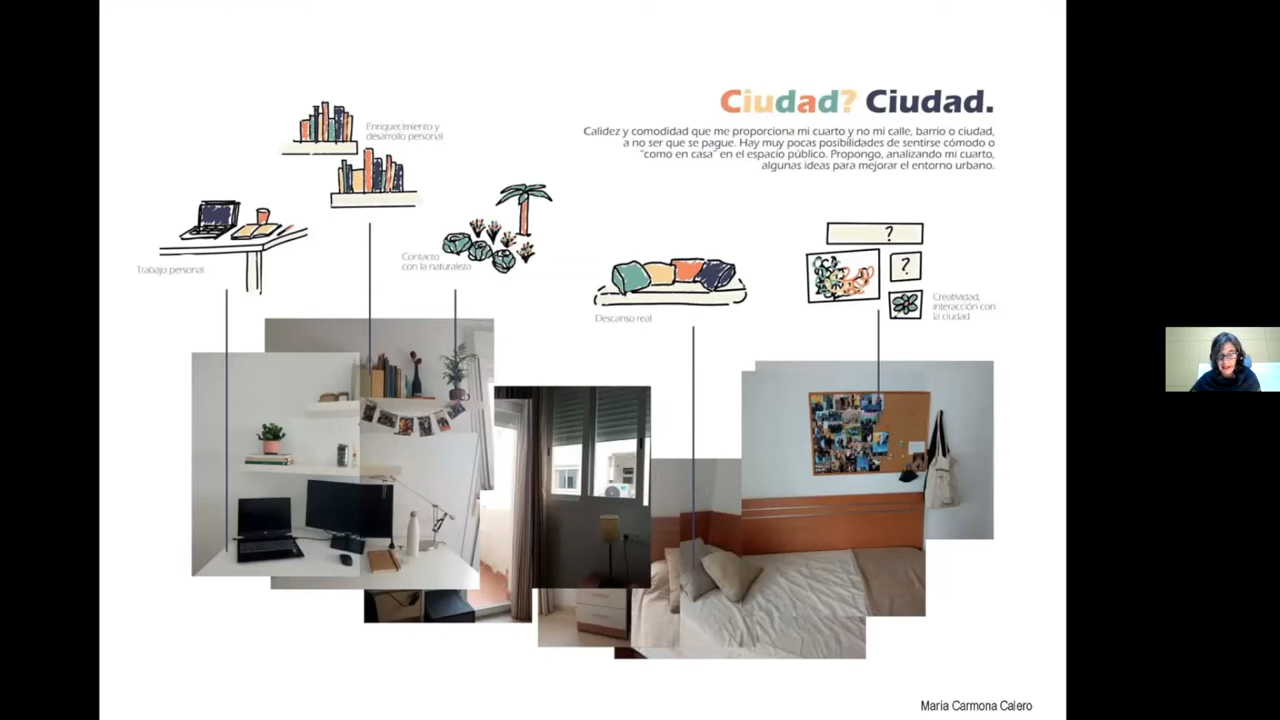 Ciudad? Ciudad.
Calidez y comodidad que me proporciona mi cuarto y no mi calle, barrio o ciudad,
a no ser que se pague. Hay muy pocas posibilidades de sentirse cómodo o
"como en casa" en el espacio público. Propongo, analizando mi cuarto,
algunas ideas para mejorar el entorno urbano.
Enriquecimiento y
desarrollo personal
Trabajo personal
Contacto
con la naturaleza
Descanso real
?
?
Creatividad,
interacción con
la ciudad
Maria Carmona Calero